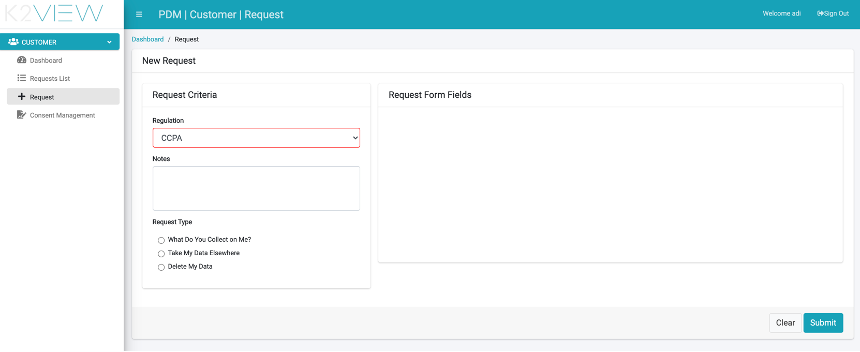 K2VIEW
PDM | Customer | Request
Welcome adi
Sign Out
CUSTOMER
Dashboard
Requests List
Request
Consent Management
Dashboard / Request
New Request
Request Criteria
Regulation
CCPA
Notes
Request Type
What Do You Collect on Me?
Take My Data Elsewhere
Delete My Data
Request Form Fields
Clear
Submit